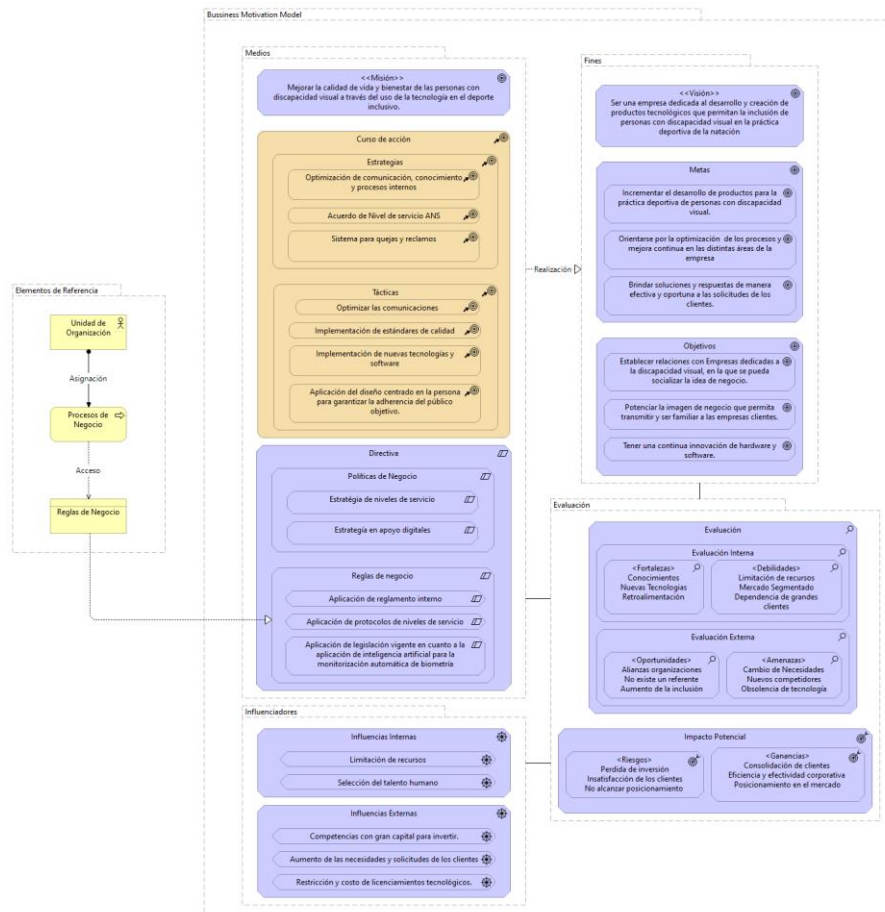 Bussiness Motivation Model
Medios
<<Misión>>
Mejorar la calidad de vida y bienestar de las personas con
discapacidad visual a través del uso de la tecnología en el deporte
inclusivo.
Curso de acción
Estrategias
Optimización de comunicación, conocimiento
y procesos internos
Acuerdo de Nivel de servicio ANS
Sistema para quejas y reclamos
Tácticas
Optimizar las comunicaciones
Implementación de estándares de calidad
Implementación de nuevas tecnologías y
software
Aplicación del diseño centrado en la persona
para garantizar la adherencia del público
objetivo.
Directiva
Políticas de Negocio
Estratégia de niveles de servicio
Estrategía en apoyo digitales
Reglas de negocio
Aplicación de reglamento interno
Aplicación de protocolos de niveles de servicio
Aplicación de legislación vigente en cuanto a la
aplicación de inteligencia artificial para la
monitorización automática de biometría
Realización
Fines
<<Visión>>
Ser una empresa dedicada al desarrollo y creación de
productos tecnológicos que permitan la inclusión de
personas con discapacidad visual en la práctica
deportiva de la natación
Metas
Incrementar el desarrollo de productos para la
práctica deportiva de personas con discapacidad
visual.
Orientarse por la optimización de los procesos y
mejora continua en las distintas áreas de la
empresa
Brindar soluciones y respuestas de manera
efectiva y oportuna a las solicitudes de los
clientes.
Objetivos
Establecer relaciones con Empresas dedicadas a
la discapacidad visual, en la que se pueda
socializar la idea de negocio.
Potenciar la imagen de negocio que permita
transmitir y ser familiar a las empresas clientes.
Tener una continua innovación de hardware y
software.
Elementos de Referencia
Unidad de
Organización
Asignación
Procesos de
Negocio
Acceso
Reglas de Negocio
Evaluación
Evaluación
Evaluación Interna
<Fortalezas>
Conocimientos
Nuevas Tecnologías
Retroalimentación
<Debilidades>
Limitación de recursos
Mercado Segmentado
Dependencia de grandes
clientes
Evaluación Externa
<Oportunidades>
Alianzas organizaciones
No existe un referente
Aumento de la inclusión
<Amenazas>
Cambio de Necesidades
Nuevos competidores
Obsolencia de tecnología
Impacto Potencial
<Riesgos>
Perdida de inversión
Insatisfacción de los clientes
No alcanzar posicionamiento
<Ganancias>
Consolidación de clientes
Eficiencia y efectividad corporativa
Posicionamiento en el mercado
Influenciadores
Influencias Internas
Limitación de recursos
Selección del talento humano
Influencias Externas
Competencias con gran capital para invertir.
Aumento de las necesidades y solicitudes de los clientes
Restricción y costo de licenciamientos tecnológicos.